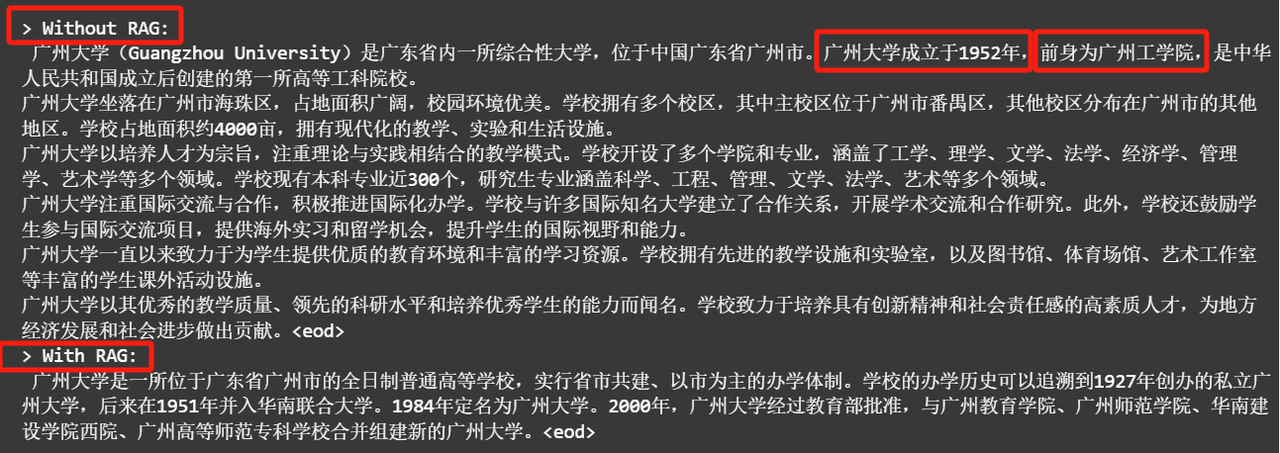 > Without RAG:
广州大学（Guangzhou University）是广东省内一所综合性大学，位于中国广东省广州市。广州大学成立于1952年，前身为广州工学院，是中华
人民共和国成立后创建的第一所高等工科院校。
广州大学坐落在广州市海珠区，占地面积广阔，校园环境优美。学校拥有多个校区，其中主校区位于广州市番禺区，其他校区分布在广州市的其他
地区。学校占地面积约4000亩，拥有现代化的教学、实验和生活设施。
广州大学以培养人才为宗旨，注重理论与实践相结合的教学模式。学校开设了多个学院和专业，涵盖了工学、理学、文学、法学、经济学、管理
学、艺术学等多个领域。学校现有本科专业近300个，研究生专业涵盖科学、工程、管理、文学、法学、艺术等多个领域。
广州大学注重国际交流与合作，积极推进国际化办学。学校与许多国际知名大学建立了合作关系，开展学术交流和合作研究。此外，学校还鼓励学
生参与国际交流项目，提供海外实习和留学机会，提升学生的国际视野和能力。
广州大学一直以来致力于为学生提供优质的教育环境和丰富的学习资源。学校拥有先进的教学设施和实验室，以及图书馆、体育场馆、艺术工作室
等丰富的学生课外活动设施。
广州大学以其优秀的教学质量、领先的科研水平和培养优秀学生的能力而闻名。学校致力于培养具有创新精神和社会责任感的高素质人才，为地方
经济发展和社会进步做出贡献。<eod>
> With RAG:
广州大学是一所位于广东省广州市的全日制普通高等学校，实行省市共建、以市为主的办学体制。学校的办学历史可以追溯到1927年创办的私立广
州大学，后来在1951年并入华南联合大学。1984年定名为广州大学。2000年，广州大学经过教育部批准，与广州教育学院、广州师范学院、华南建
设学院西院、广州高等师范专科学校合并组建新的广州大学。<eod>